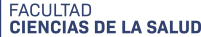 FACULTAD
CIENCIAS DE LA SALUD